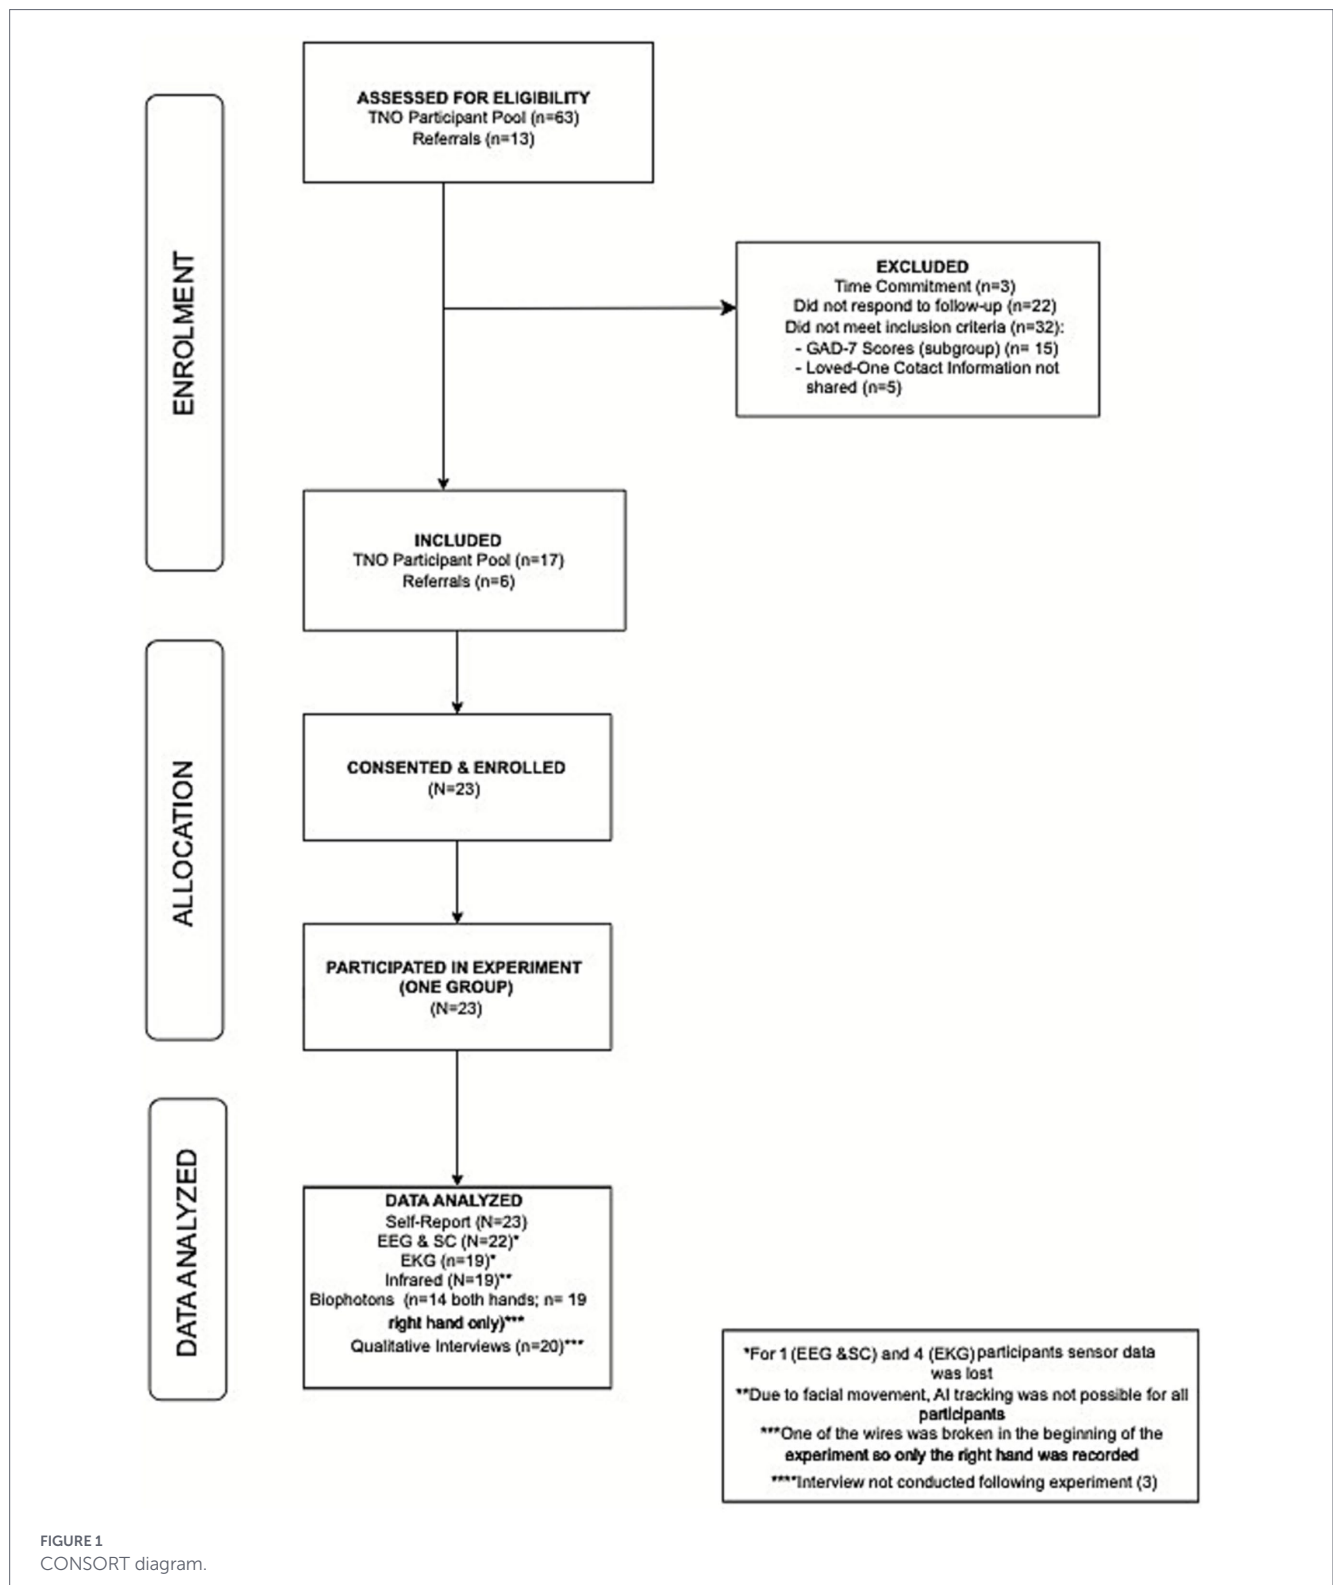 ENROLMENT
ASSESSED FOR ELIGIBILITY
TNO Participant Pool (n=63)
Referrals (n=13)
EXCLUDED
Time Commitment (n=3)
Did not respond to follow-up (n=22)
Did not meet inclusion criteria (n=32):
- GAD-7 Scores (subgroup) (n= 15)
- Loved-One Cotact Information not
shared (n=5)
INCLUDED
TNO Participant Pool (n=17)
Referrals (n=6)
ALLOCATION
CONSENTED & ENROLLED
(N=23)
PARTICIPATED IN EXPERIMENT
(ONE GROUP)
(N=23)
DATA ANALYZED
DATA ANALYZED
Self-Report (N=23)
EEG & SC (N=22)*
EKG (n=19)*
Infrared (N=19)**
Biophotons (n=14 both hands; n= 19
right hand only)***
Qualitative Interviews (n=20)***
*For 1 (EEG &SC) and 4 (EKG) participants sensor data
was lost
**Due to facial movement, AI tracking was not possible for all
participants
***One of the wires was broken in the beginning of the
experiment so only the right hand was recorded
****Interview not conducted following experiment (3)
FIGURE 1
CONSORT diagram.